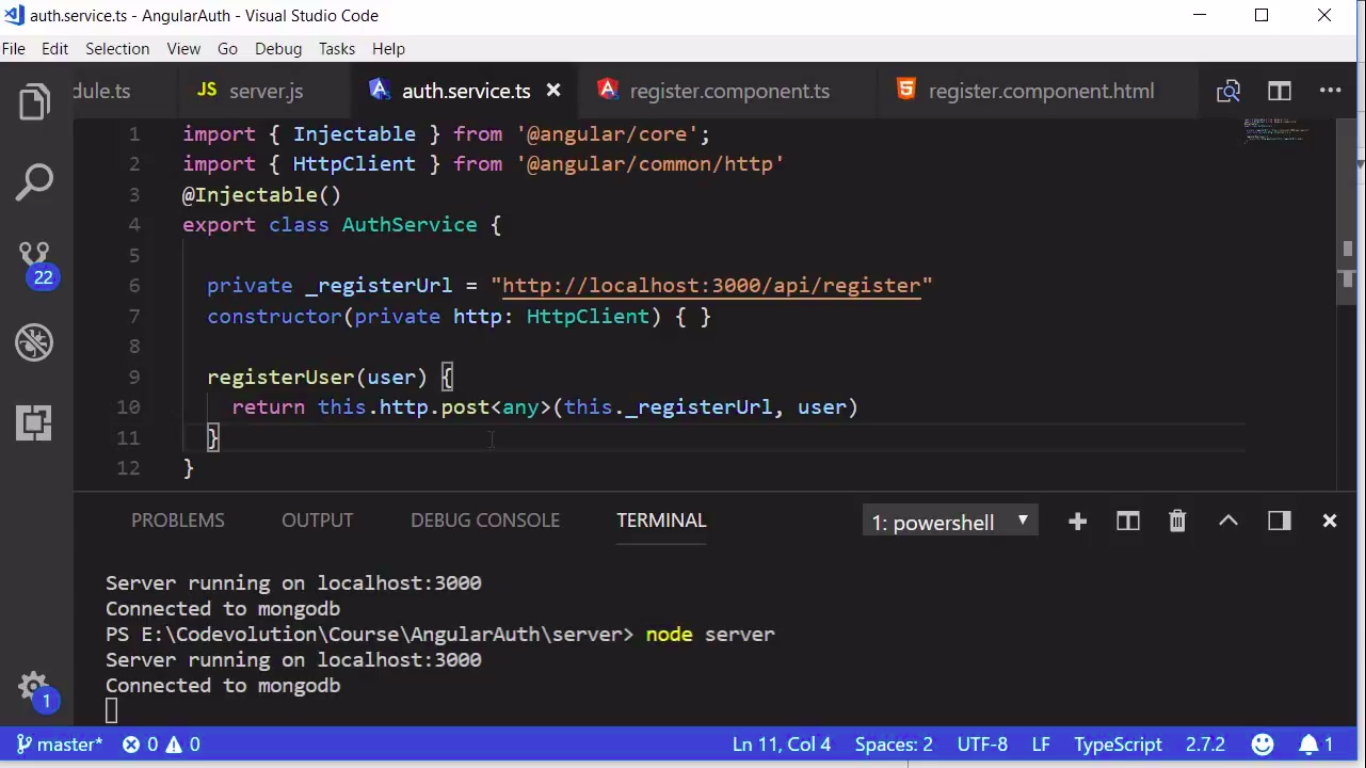 auth.service.ts - AngularAuth - Visual Studio Code
File Edit Selection View Go Debug Tasks Help
dule.ts JS server.js auth.service.ts register.component.ts register.component.html
1 import { Injectable } from '@angular/core';
2 import { HttpClient } from '@angular/common/http'
3 @Injectable()
4 export class AuthService {
5
6 private _registerUrl = "http://localhost:3000/api/register"
7 constructor(private http: HttpClient) { }
8
9 registerUser(user) {
10 return this.http.post<any>(this._registerUrl, user)
11 }
12 }
22
1
PROBLEMS OUTPUT DEBUG CONSOLE TERMINAL 1: powershell
Server running on localhost:3000
Connected to mongodb
PS E:\Codevolution\Course\AngularAuth\server> node server
Server running on localhost:3000
Connected to mongodb
master* 0 0 Ln 11, Col 4 Spaces: 2 UTF-8 LF TypeScript 2.7.2 1